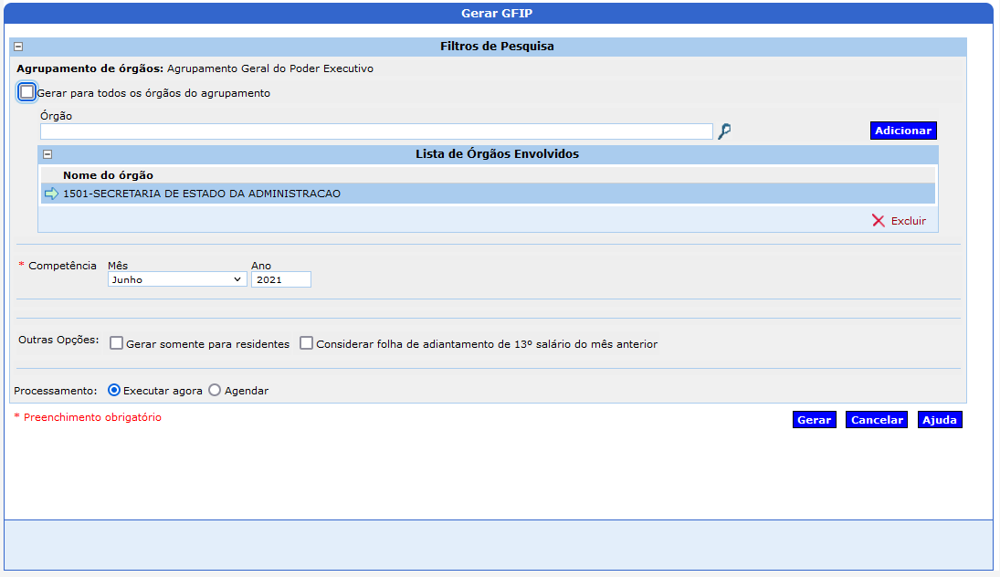 Gerar GFIP
Filtros de Pesquisa
Agrupamento de órgãos: Agrupamento Geral do Poder Executivo
Gerar para todos os órgãos do agrupamento
Órgão
Adicionar
Lista de Órgãos Envolvidos
Nome do órgão
1501-SECRETARIA DE ESTADO DA ADMINISTRACAO
Excluir
* Competência Mês Ano
Junho 2021
Outras Opções: Gerar somente para residentes Considerar folha de adiantamento de 13º salário do mês anterior
Processamento: Executar agora Agendar
* Preenchimento obrigatório
Gerar Cancelar Ajuda